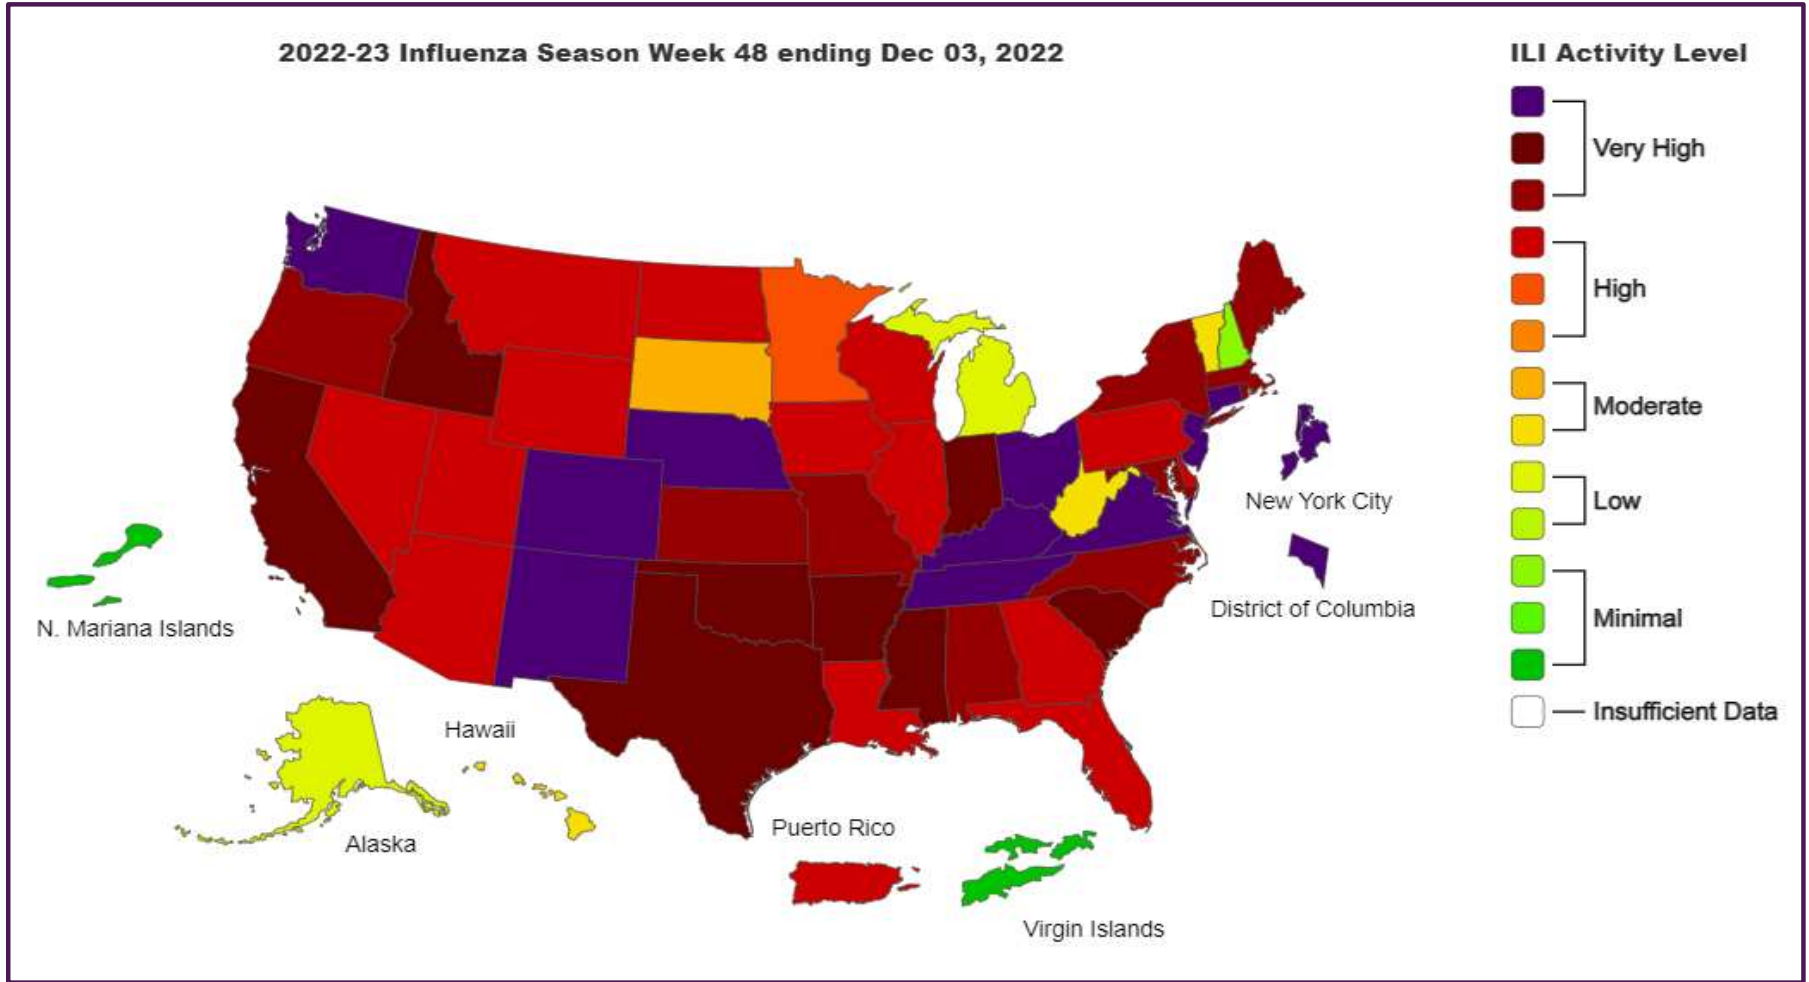 2022-23 Influenza Season Week 48 ending Dec 03, 2022
ILI Activity Level
Very High
High
Moderate
Low
Minimal
Insufficient Data
New York City
District of Columbia
N. Mariana Islands
Hawaii
Alaska
Puerto Rico
Virgin Islands